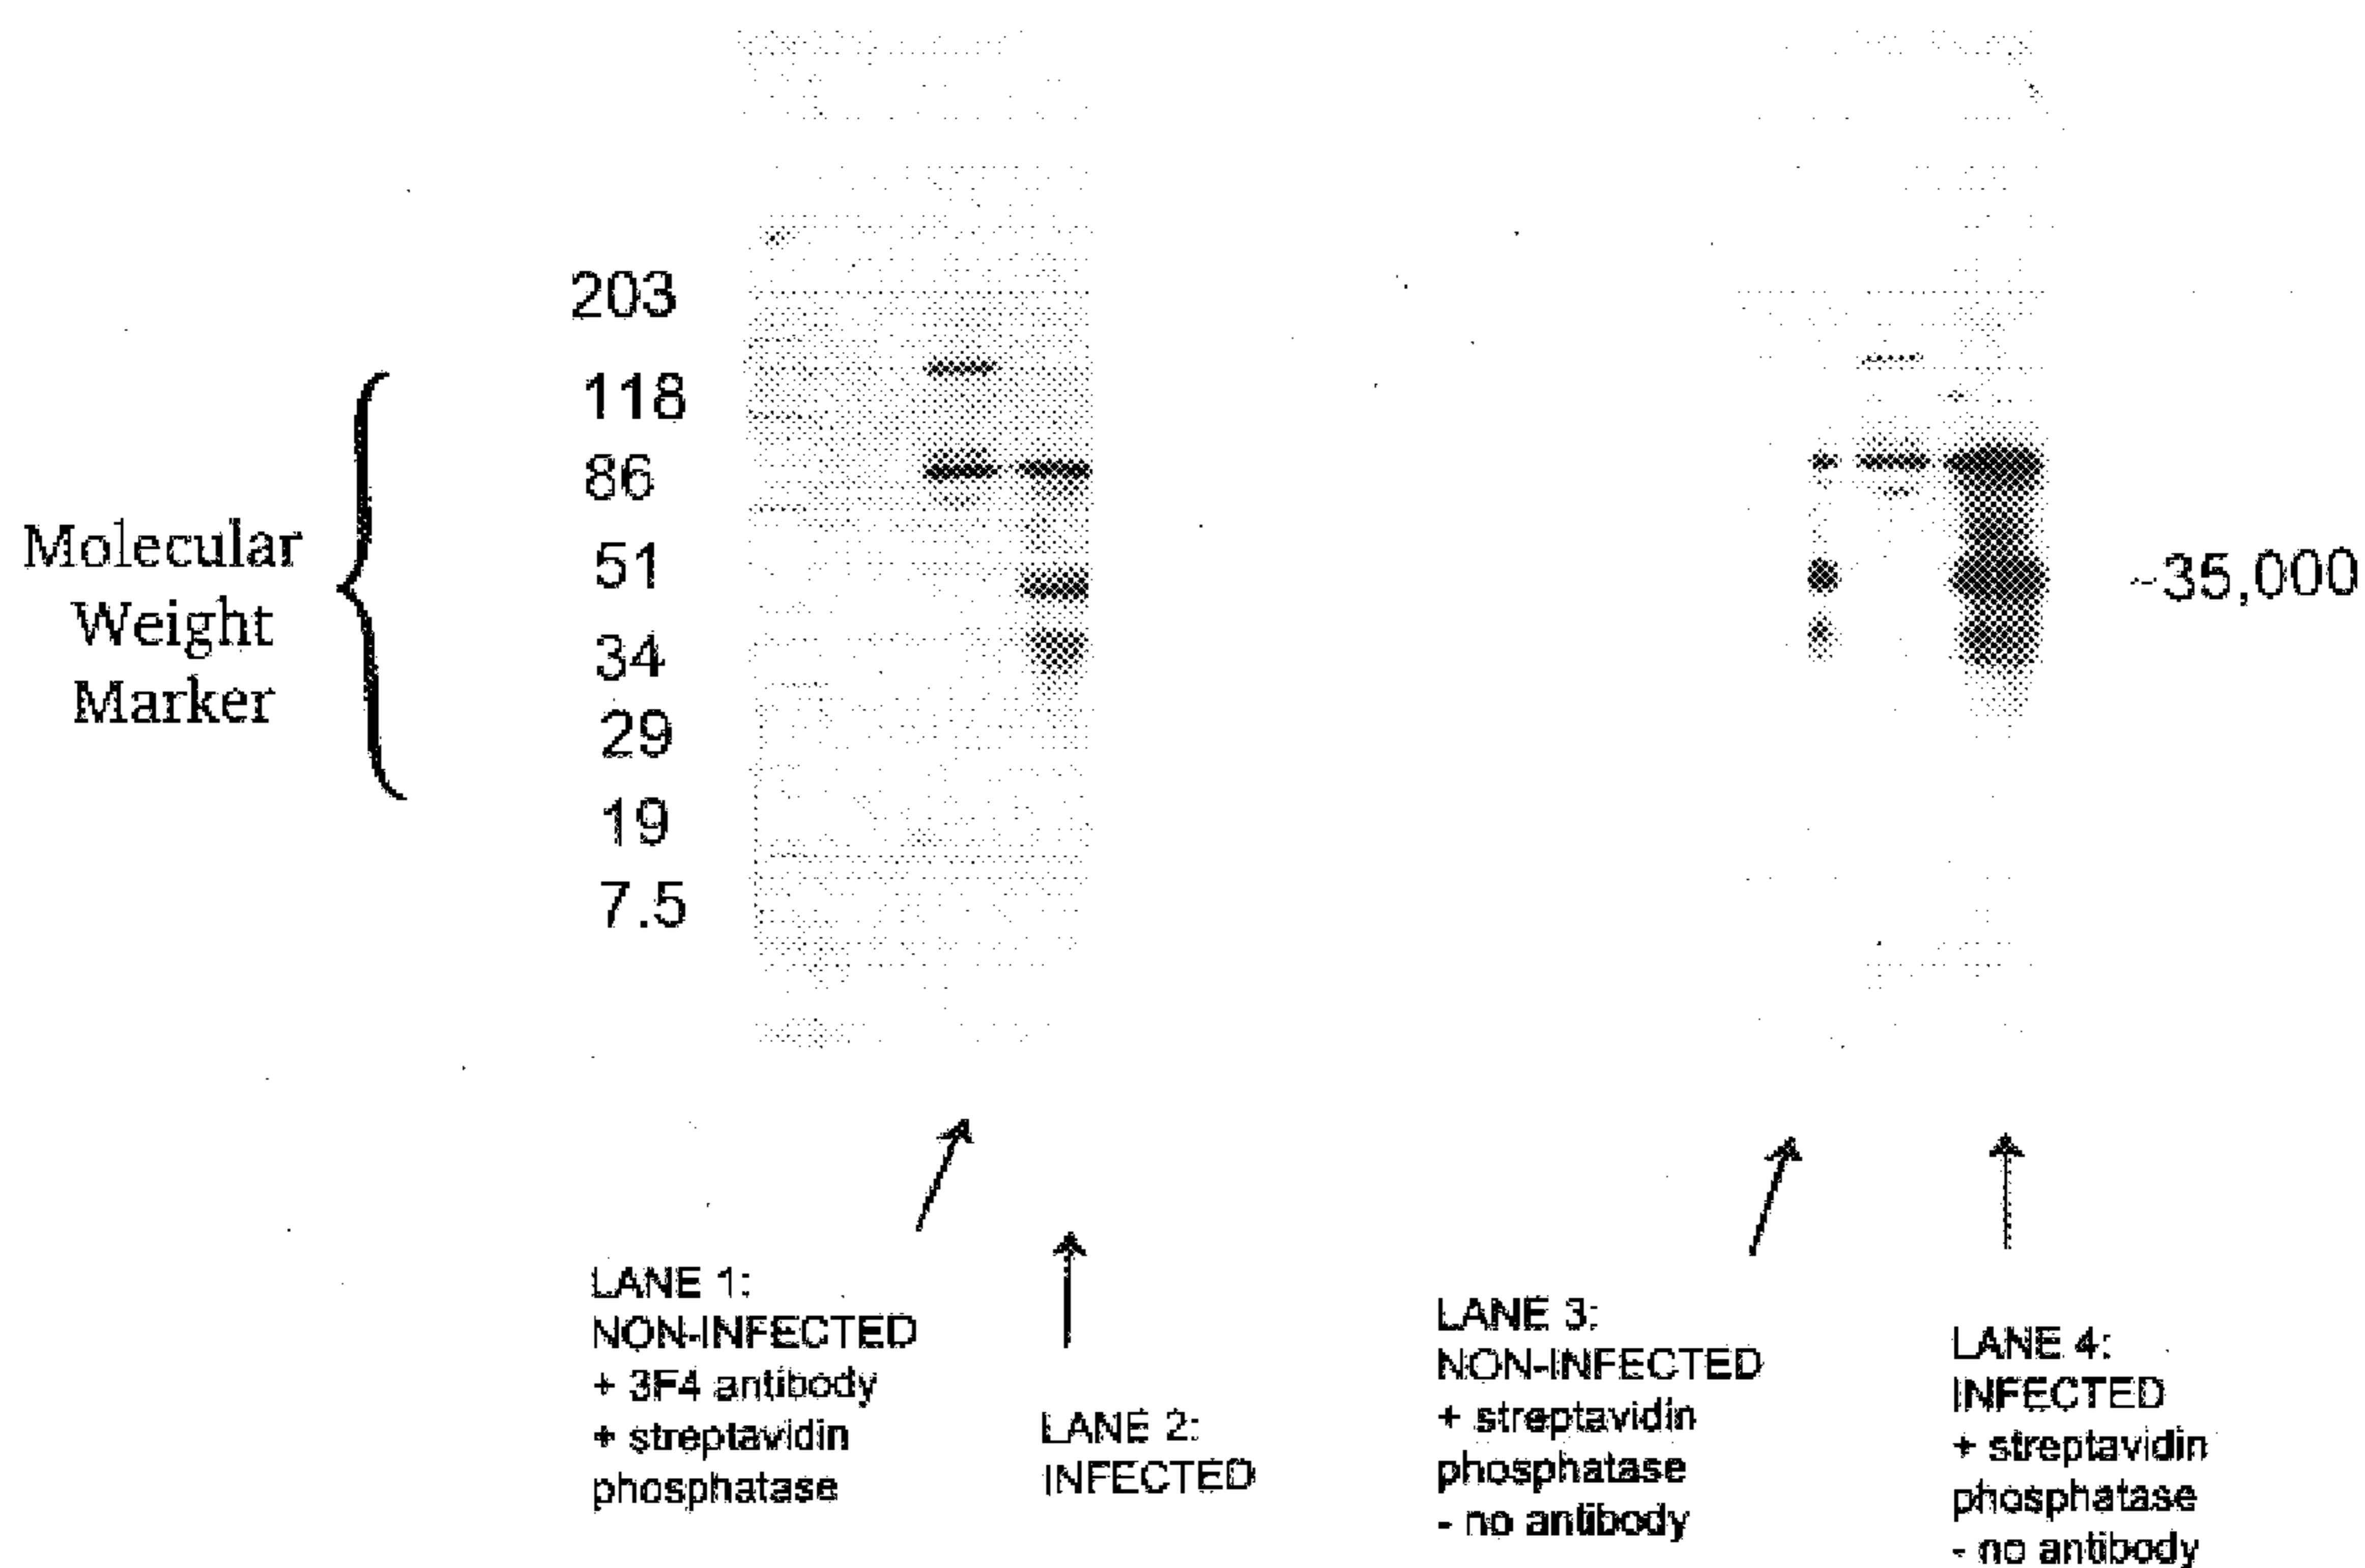 203
118
86
51
34
29
19
7.5
Molecular
Weight
Marker
~35,000
LANE 1:
NON-INFECTED
+ 3F4 antibody
+ streptavidin
phosphatase
LANE 2:
INFECTED
LANE 3:
NON-INFECTED
+ streptavidin
phosphatase
- no antibody
LANE 4:
INFECTED
+ streptavidin
phosphatase
- no antibody